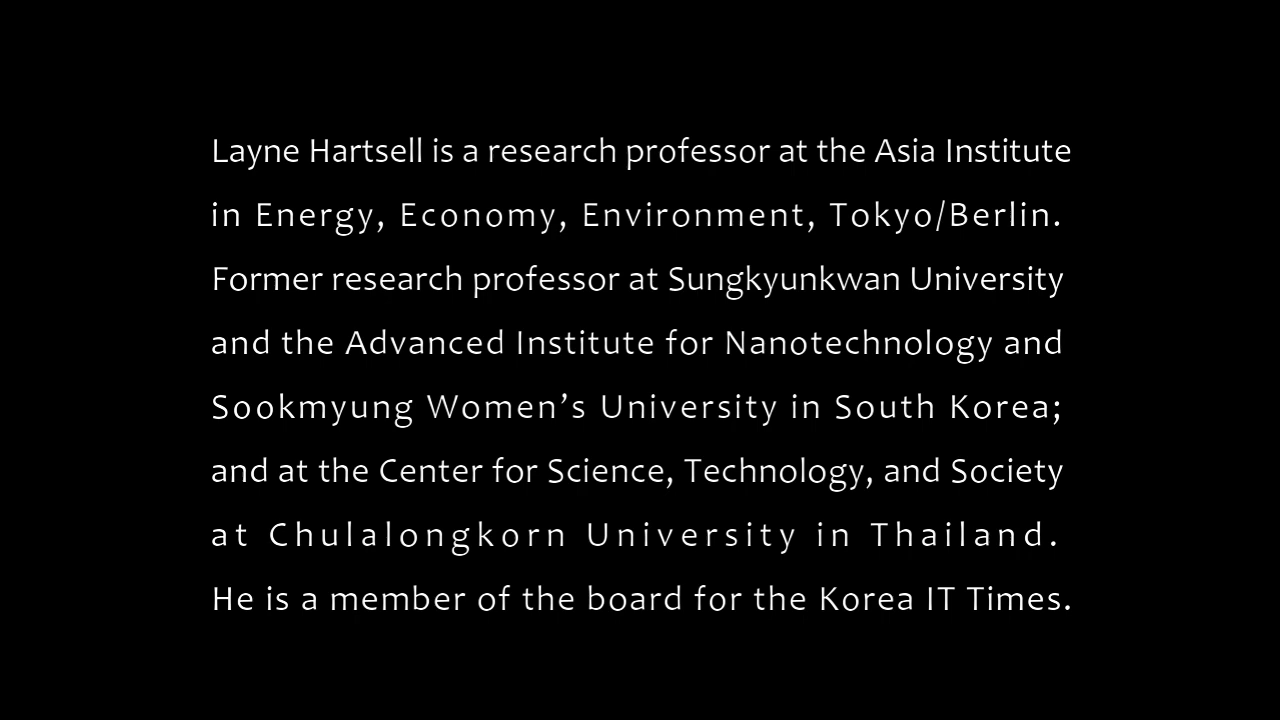 Layne Hartsell is a research professor at the Asia Institute
in Energy, Economy, Environment, Tokyo/Berlin.
Former research professor at Sungkyunkwan University
and the Advanced Institute for Nanotechnology and
Sookmyung Women’s University in South Korea;
and at the Center for Science, Technology, and Society
at Chulalongkorn University in Thailand.
He is a member of the board for the Korea IT Times.